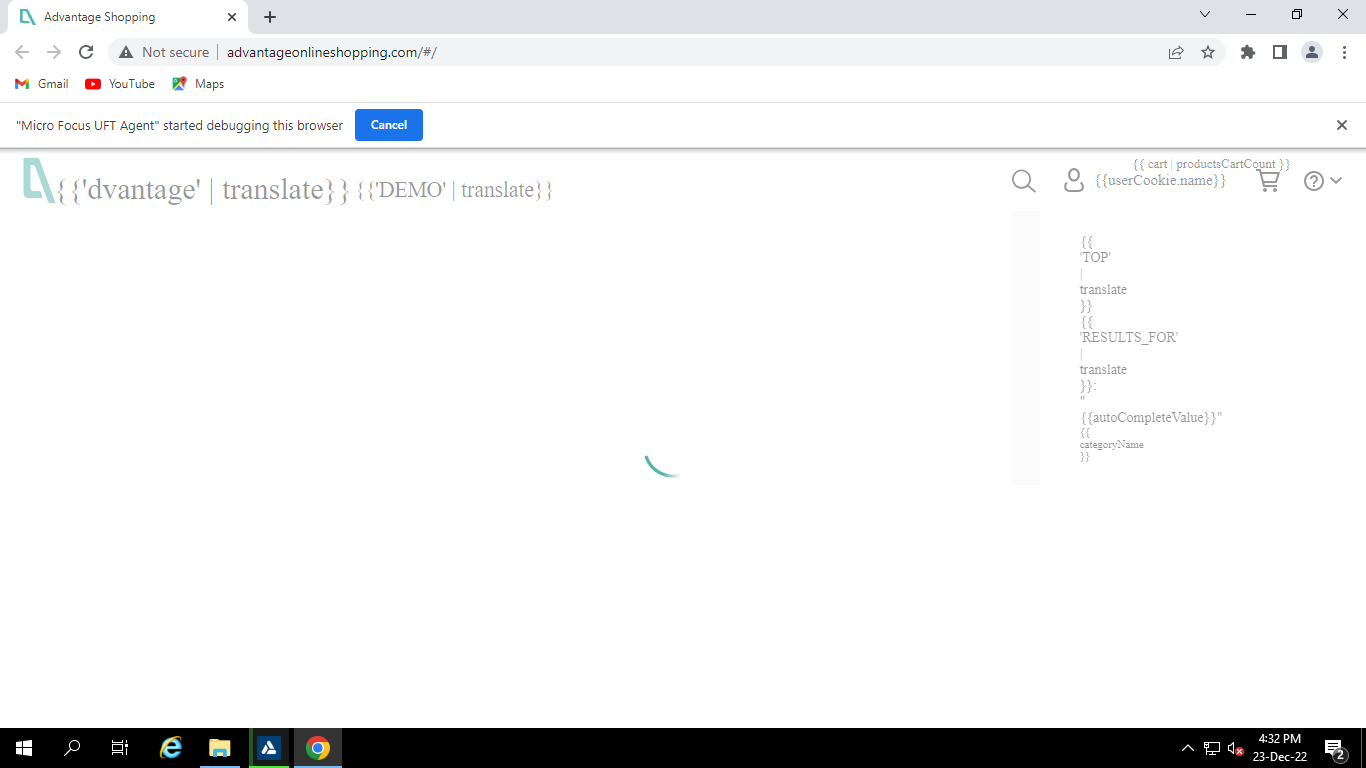 Advantage Shopping
Not secure
advantageonlineshopping.com/#/
Gmail
YouTube
Maps
"Micro Focus UFT Agent" started debugging this browser
Cancel
{{'dvantage' | translate}} {{'DEMO' | translate}}
{{ cart | productsCartCount }}
{{userCookie.name}}
{{
'TOP'
|
translate
}}
{{
'RESULTS_FOR'
|
translate
}}:
"
{{autoCompleteValue}}"
{{
categoryName
}}
4:32 PM
23-Dec-22
2